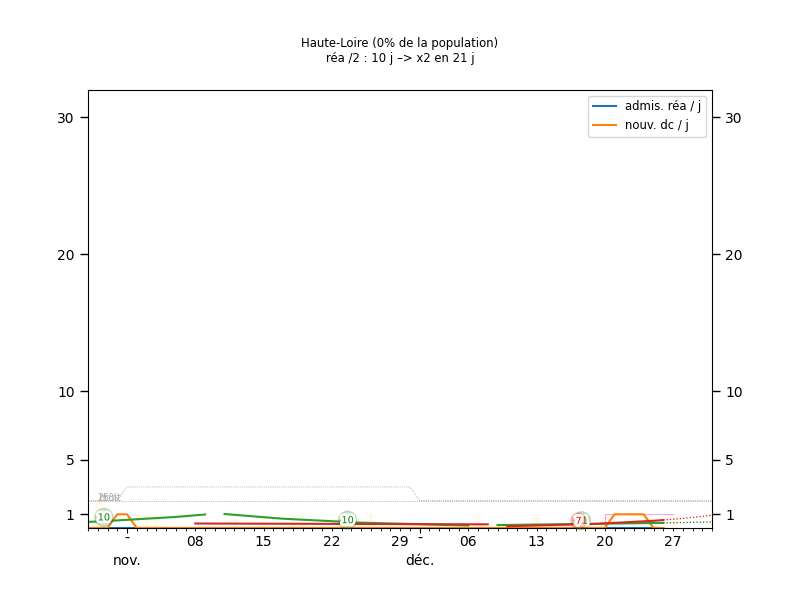 Haute-Loire (0% de la population)
réa /2 : 10 j –> x2 en 21 j
admis. réa / j
nouv. dc / j
30 30
20 20
10 10
5 5
1 1
10 10 7
- 08 15 22 29 - 06 13 20 27
nov. déc.